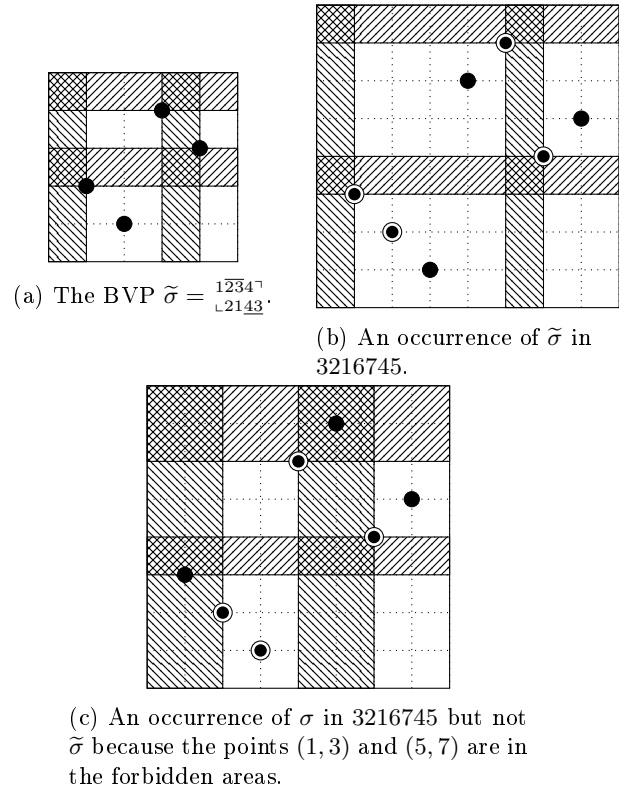 (a) The BVP σ̃ = 1\overline{23}4⌝ ⌞21\underline{43}.
(b) An occurrence of σ̃ in
3216745.
(c) An occurrence of σ in 3216745 but not
σ̃ because the points (1, 3) and (5, 7) are in
the forbidden areas.